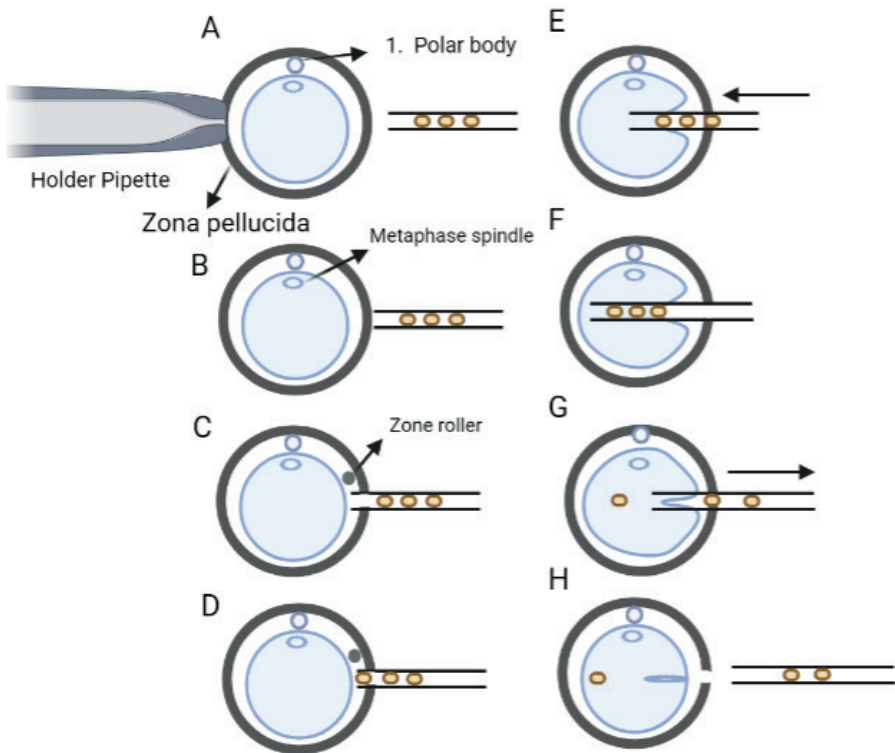 A
1. Polar body
Holder Pipette
Zona pellucida
B
Metaphase spindle
C
Zone roller
D
E
F
G
H